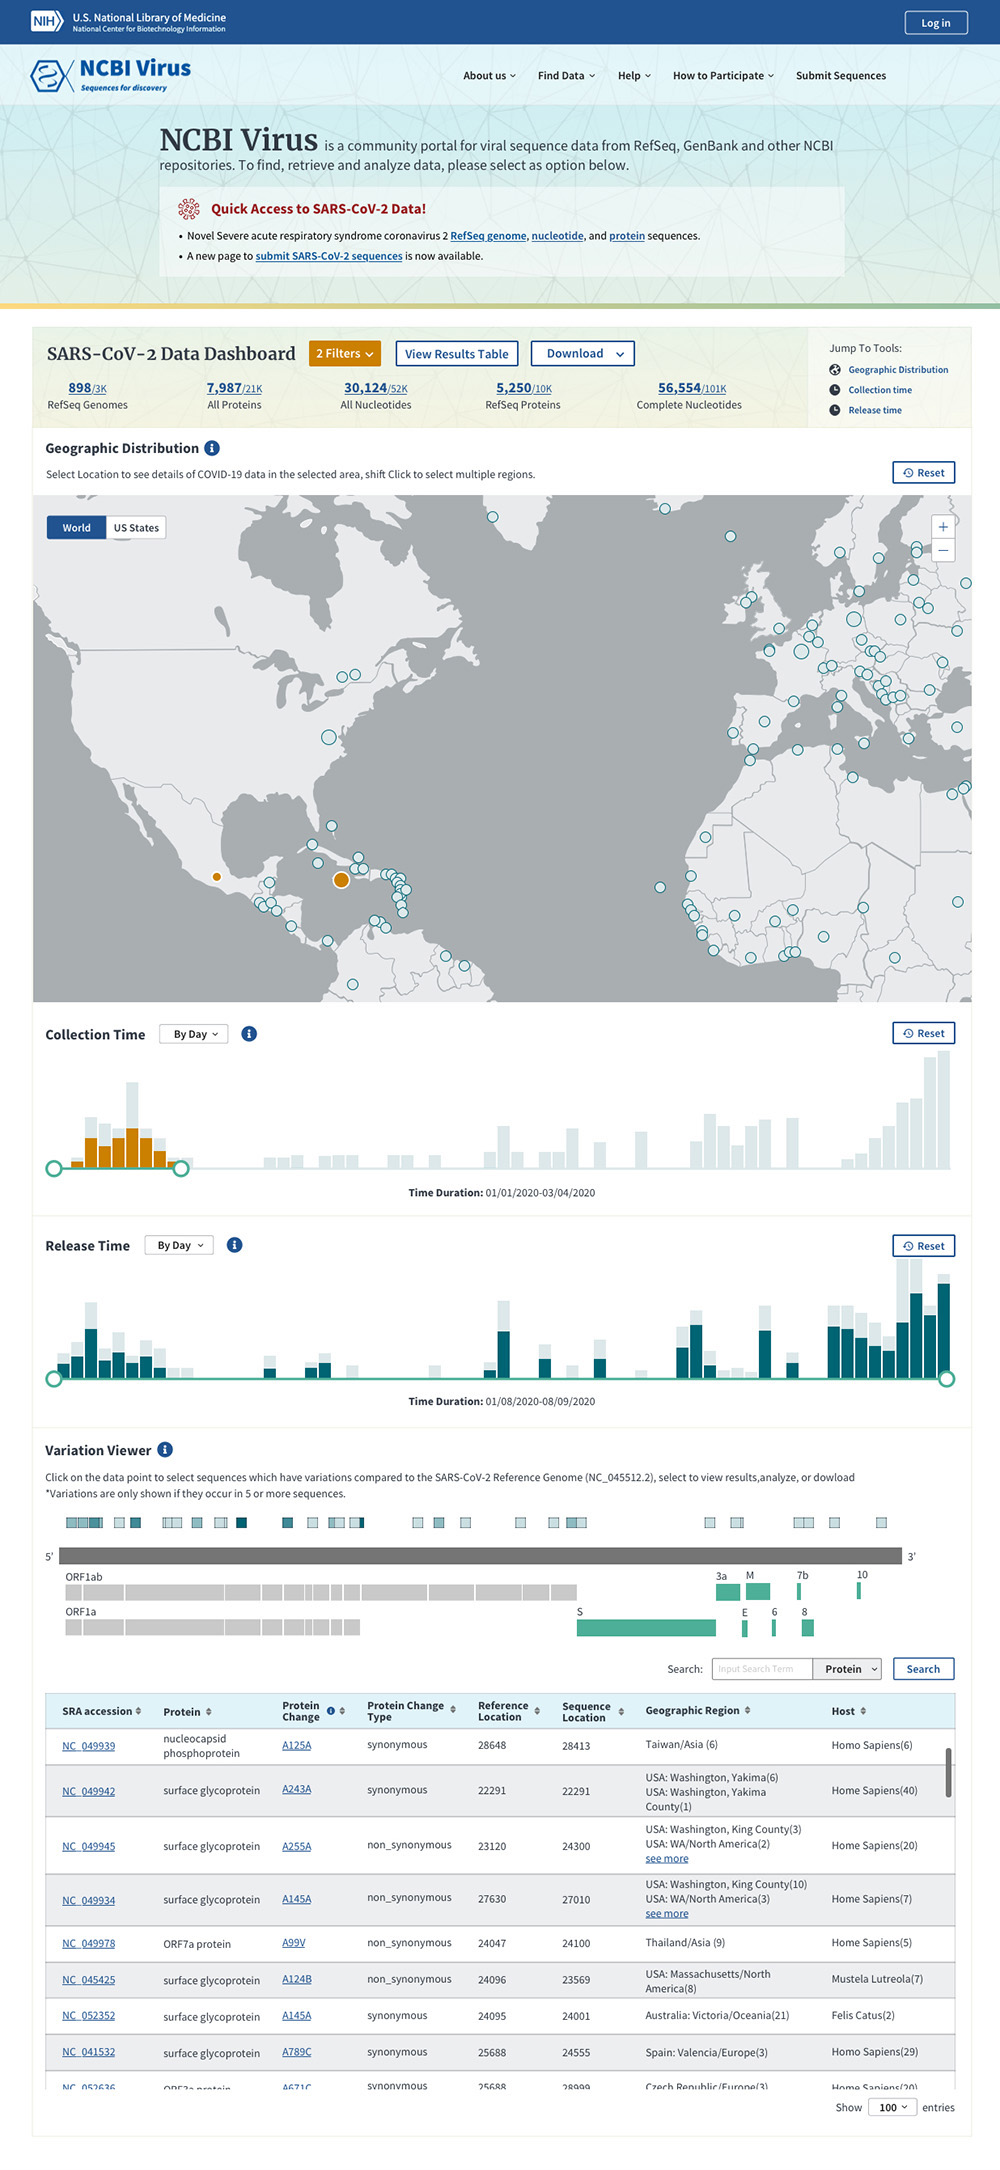 NIH U.S. National Library of Medicine
National Center for Biotechnology Information
Log in
NCBI Virus
Sequences for discovery
About us Find Data Help How to Participate Submit Sequences
NCBI Virus is a community portal for viral sequence data from RefSeq, GenBank and other NCBI
repositories. To find, retrieve and analyze data, please select as option below.
Quick Access to SARS-CoV-2 Data!
• Novel Severe acute respiratory syndrome coronavirus 2 RefSeq genome, nucleotide, and protein sequences.
• A new page to submit SARS-CoV-2 sequences is now available.
SARS-CoV-2 Data Dashboard 2 Filters View Results Table Download
898/3K 7,987/21K 30,124/52K 5,250/10K 56,554/101K
RefSeq Genomes All Proteins All Nucleotides RefSeq Proteins Complete Nucleotides
Jump To Tools:
Geographic Distribution
Collection time
Release time
Geographic Distribution i
Select Location to see details of COVID-19 data in the selected area, shift Click to select multiple regions.
Reset
World US States
+
−
Collection Time By Day i Reset
Time Duration: 01/01/2020-03/04/2020
Release Time By Day i Reset
Time Duration: 01/08/2020-08/09/2020
Variation Viewer i
Click on the data point to select sequences which have variations compared to the SARS-CoV-2 Reference Genome (NC_045512.2), select to view results,analyze, or dowload
*Variations are only shown if they occur in 5 or more sequences.
5' 3'
ORF1ab 3a M 7b 10
ORF1a S E 6 8
Search: Input Search Term Protein Search
SRA accession Protein Protein Change i Protein Change Type Reference Location Sequence Location Geographic Region Host
NC_049939 nucleocapsid phosphoprotein A125A synonymous 28648 28413 Taiwan/Asia (6) Homo Sapiens(6)
NC_049942 surface glycoprotein A243A synonymous 22291 22291 USA: Washington, Yakima(6) USA: Washington, Yakima County(1) Home Sapiens(40)
NC_049945 surface glycoprotein A255A non_synonymous 23120 24300 USA: Washington, King County(3) USA: WA/North America(2) see more Home Sapiens(20)
NC_049934 surface glycoprotein A145A non_synonymous 27630 27010 USA: Washington, King County(10) USA: WA/North America(3) see more Home Sapiens(7)
NC_049978 ORF7a protein A99V non_synonymous 24047 24100 Thailand/Asia (9) Home Sapiens(5)
NC_045425 surface glycoprotein A124B non_synonymous 24096 23569 USA: Massachusetts/North America(8) Mustela Lutreola(7)
NC_052352 surface glycoprotein A145A synonymous 24095 24001 Australia: Victoria/Oceania(21) Felis Catus(2)
NC_041532 surface glycoprotein A789C synonymous 25688 24555 Spain: Valencia/Europe(3) Homo Sapiens(29)
NC_052636 ORF3a protein A671C synonymous 25688 28999 Czech Republic/Europe(3) Home Sapiens(20)
Show 100 entries